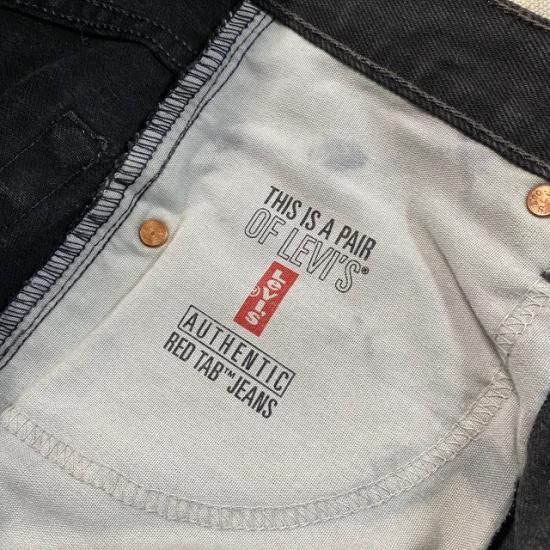 THIS IS A PAIR
OF LEVI'S®
LEVI'S
AUTHENTIC
RED TAB™ JEANS